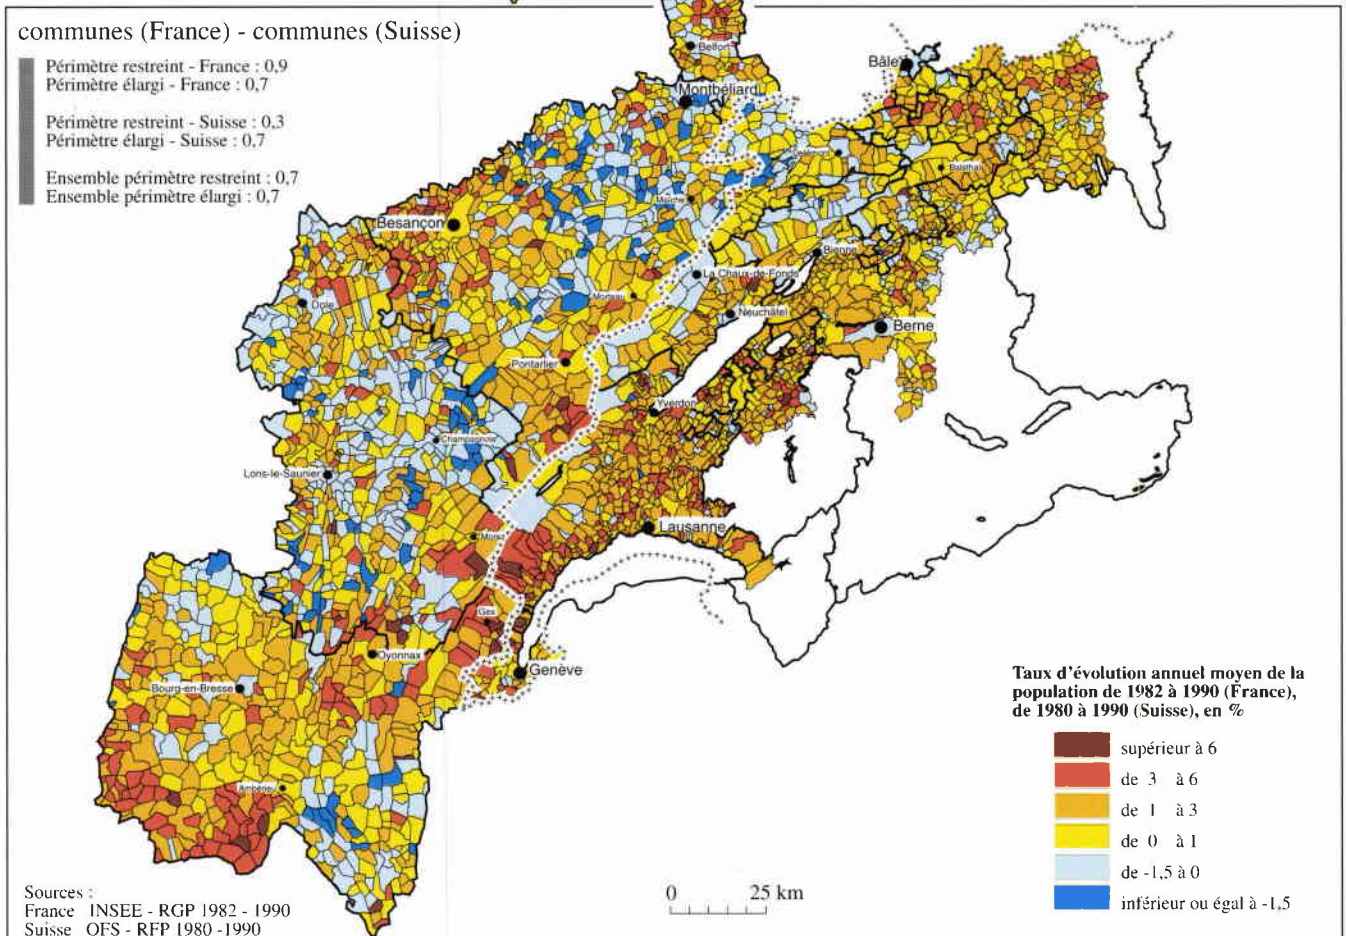 communes (France) - communes (Suisse)
Périmètre restreint - France : 0,9
Périmètre élargi - France : 0,7
Périmètre restreint - Suisse : 0,3
Périmètre élargi - Suisse : 0,7
Ensemble périmètre restreint : 0,7
Ensemble périmètre élargi : 0,7
Belfort
Bâle
Montbéliard
Delémont
Balsthal
Maîche
Besançon
Bienne
La Chaux-de-Fonds
Morteau
Dole
Neuchâtel
Berne
Pontarlier
Yverdon
Champagnole
Lons-le-Saunier
Lausanne
Morez
Gex
Oyonnax
Genève
Bourg-en-Bresse
Ambérieu
Taux d'évolution annuel moyen de la
population de 1982 à 1990 (France),
de 1980 à 1990 (Suisse), en %
supérieur à 6
de 3 à 6
de 1 à 3
de 0 à 1
de -1,5 à 0
inférieur ou égal à -1,5
0 25 km
Sources :
France INSEE - RGP 1982 - 1990
Suisse OFS - RFP 1980 -1990